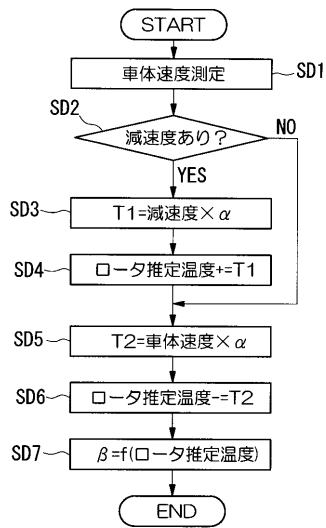 START
車体速度測定
SD1
SD2
減速度あり?
NO
YES
SD3
T1=減速度×α
SD4
ロータ推定温度+=T1
SD5
T2=車体速度×α
SD6
ロータ推定温度-=T2
SD7
β=f(ロータ推定温度)
END